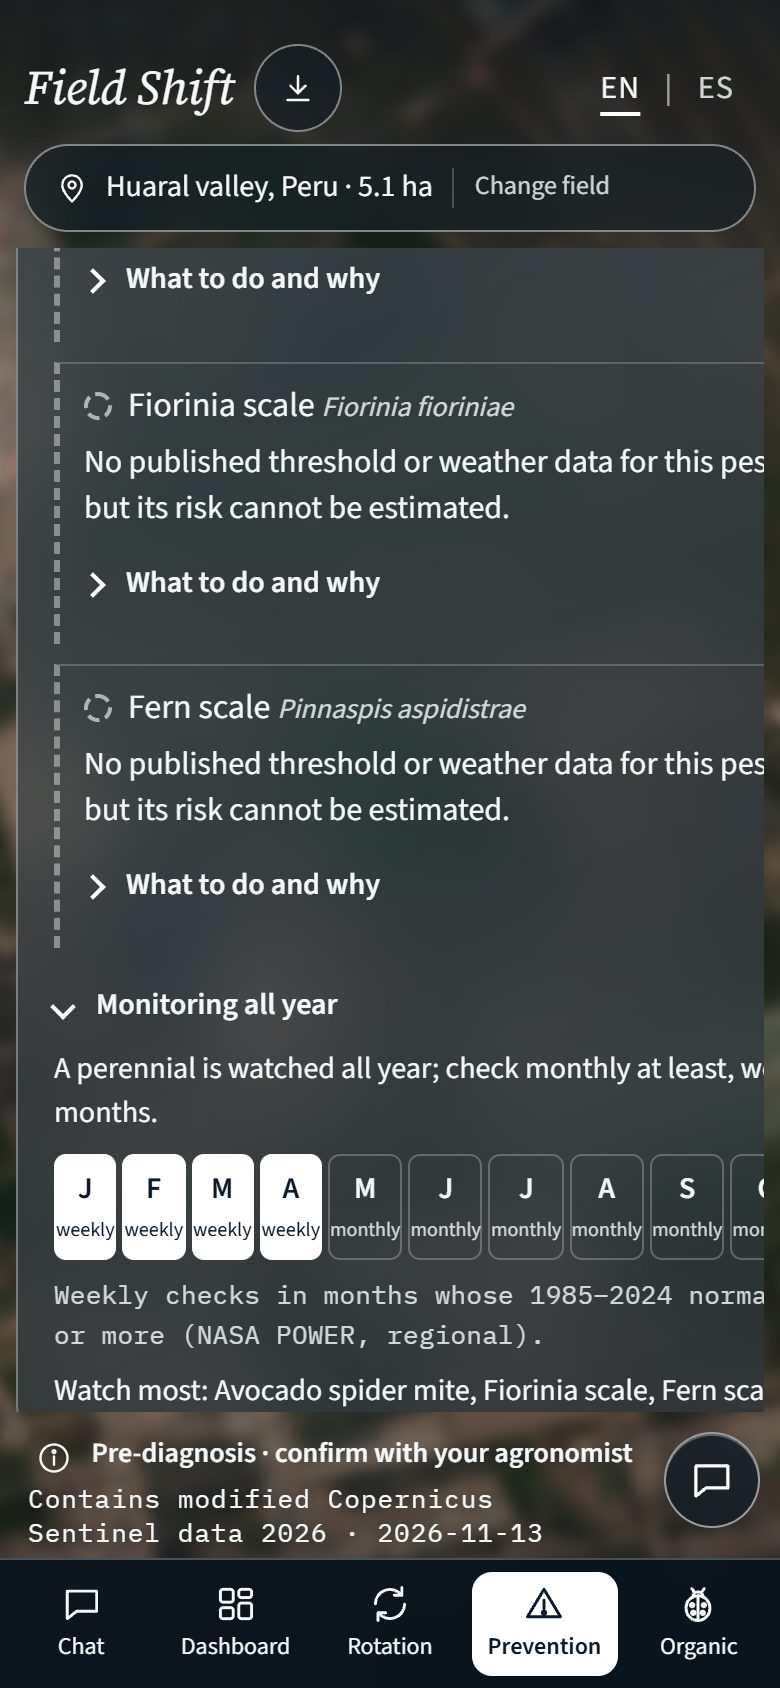 Field Shift
EN | ES
Huaral valley, Peru · 5.1 ha | Change field
What to do and why
Fiorinia scale Fiorinia fioriniae
No published threshold or weather data for this pes
but its risk cannot be estimated.
What to do and why
Fern scale Pinnaspis aspidistrae
No published threshold or weather data for this pes
but its risk cannot be estimated.
What to do and why
Monitoring all year
A perennial is watched all year; check monthly at least, w
months.
J F M A M J J A S
weekly weekly weekly weekly monthly monthly monthly monthly monthly mon
Weekly checks in months whose 1985–2024 norma
or more (NASA POWER, regional).
Watch most: Avocado spider mite, Fiorinia scale, Fern sca
Pre-diagnosis · confirm with your agronomist
Contains modified Copernicus
Sentinel data 2026 · 2026-11-13
Chat Dashboard Rotation Prevention Organic